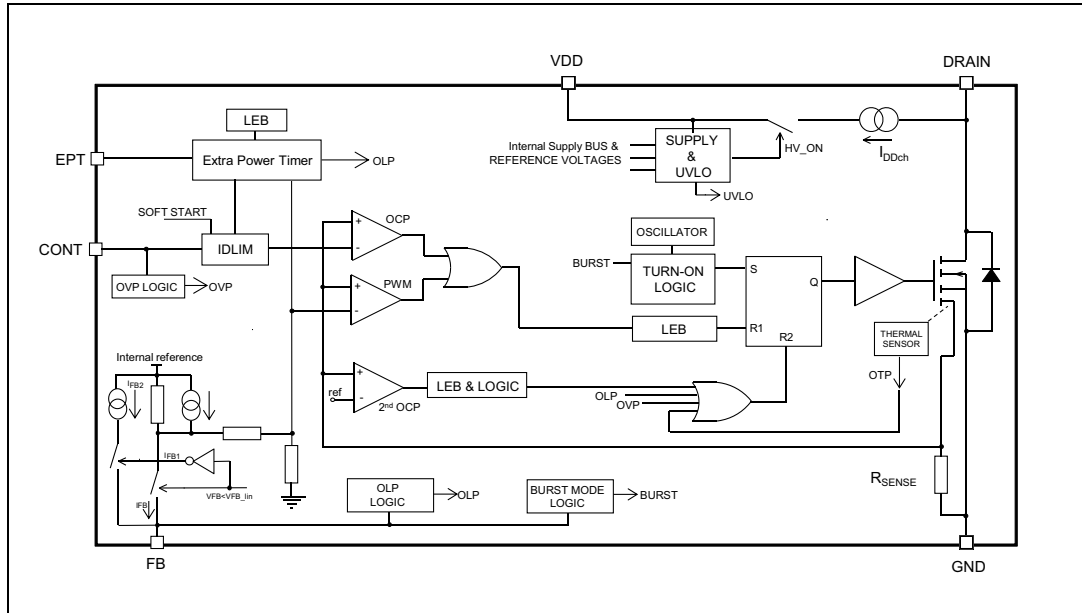 VDD
DRAIN
LEB
EPT
Extra Power Timer
OLP
Internal Supply BUS &
REFERENCE VOLTAGES
SUPPLY
&
UVLO
HV_ON
IDDch
UVLO
SOFT START
CONT
IDLIM
+
-
OCP
OVP LOGIC
OVP
+
-
PWM
OSCILLATOR
BURST
TURN-ON
LOGIC
S
Q
R1
R2
LEB
THERMAL
SENSOR
OTP
Internal reference
IFB2
ref
+
-
2nd OCP
LEB & LOGIC
OLP
OVP
IFB1
VFB<VFB_lin
IFB
OLP
LOGIC
OLP
BURST MODE
LOGIC
BURST
RSENSE
FB
GND